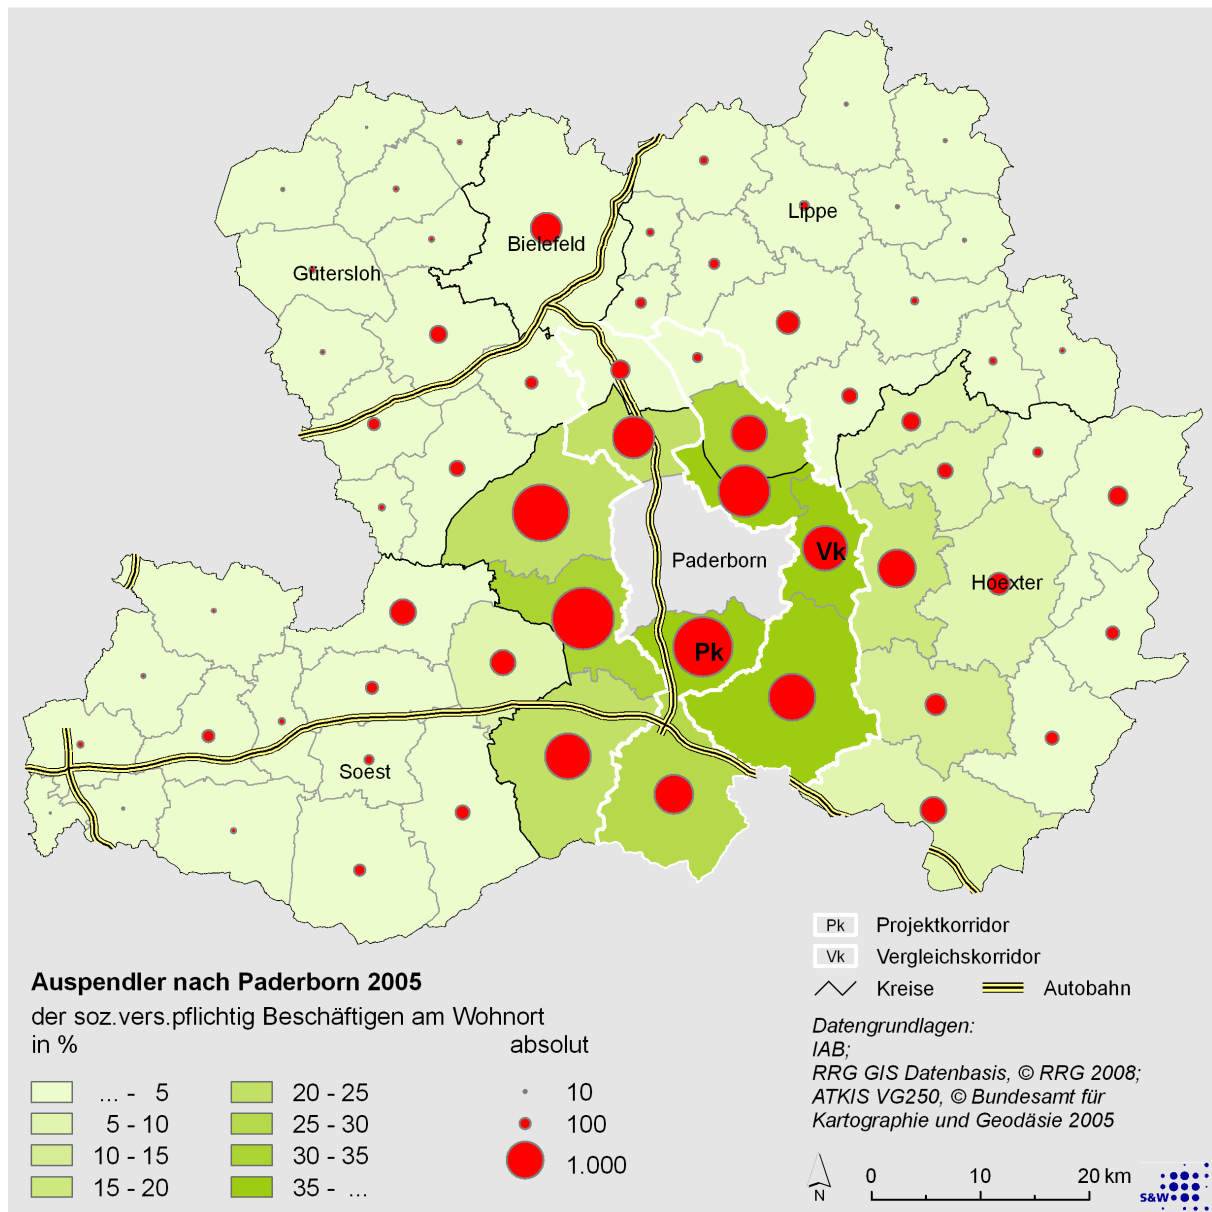 Lippe
Bielefeld
Gütersloh
Vk
Paderborn
Hoexter
Pk
Soest
Pk Projektkorridor
Vk Vergleichskorridor
Kreise Autobahn
Auspendler nach Paderborn 2005
der soz.vers.pflichtig Beschäftigen am Wohnort
in % absolut
... - 5 20 - 25 10
5 - 10 25 - 30 100
10 - 15 30 - 35 1.000
15 - 20 35 - ...
Datengrundlagen:
IAB;
RRG GIS Datenbasis, © RRG 2008;
ATKIS VG250, © Bundesamt für
Kartographie und Geodäsie 2005
N
0 10 20 km
S&W